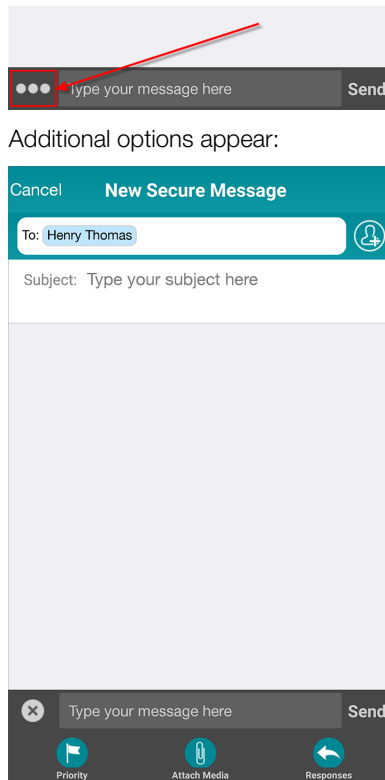 Type your message here Send
Additional options appear:
Cancel New Secure Message
To: Henry Thomas
Subject: Type your subject here
Type your message here Send
Priority Attach Media Responses